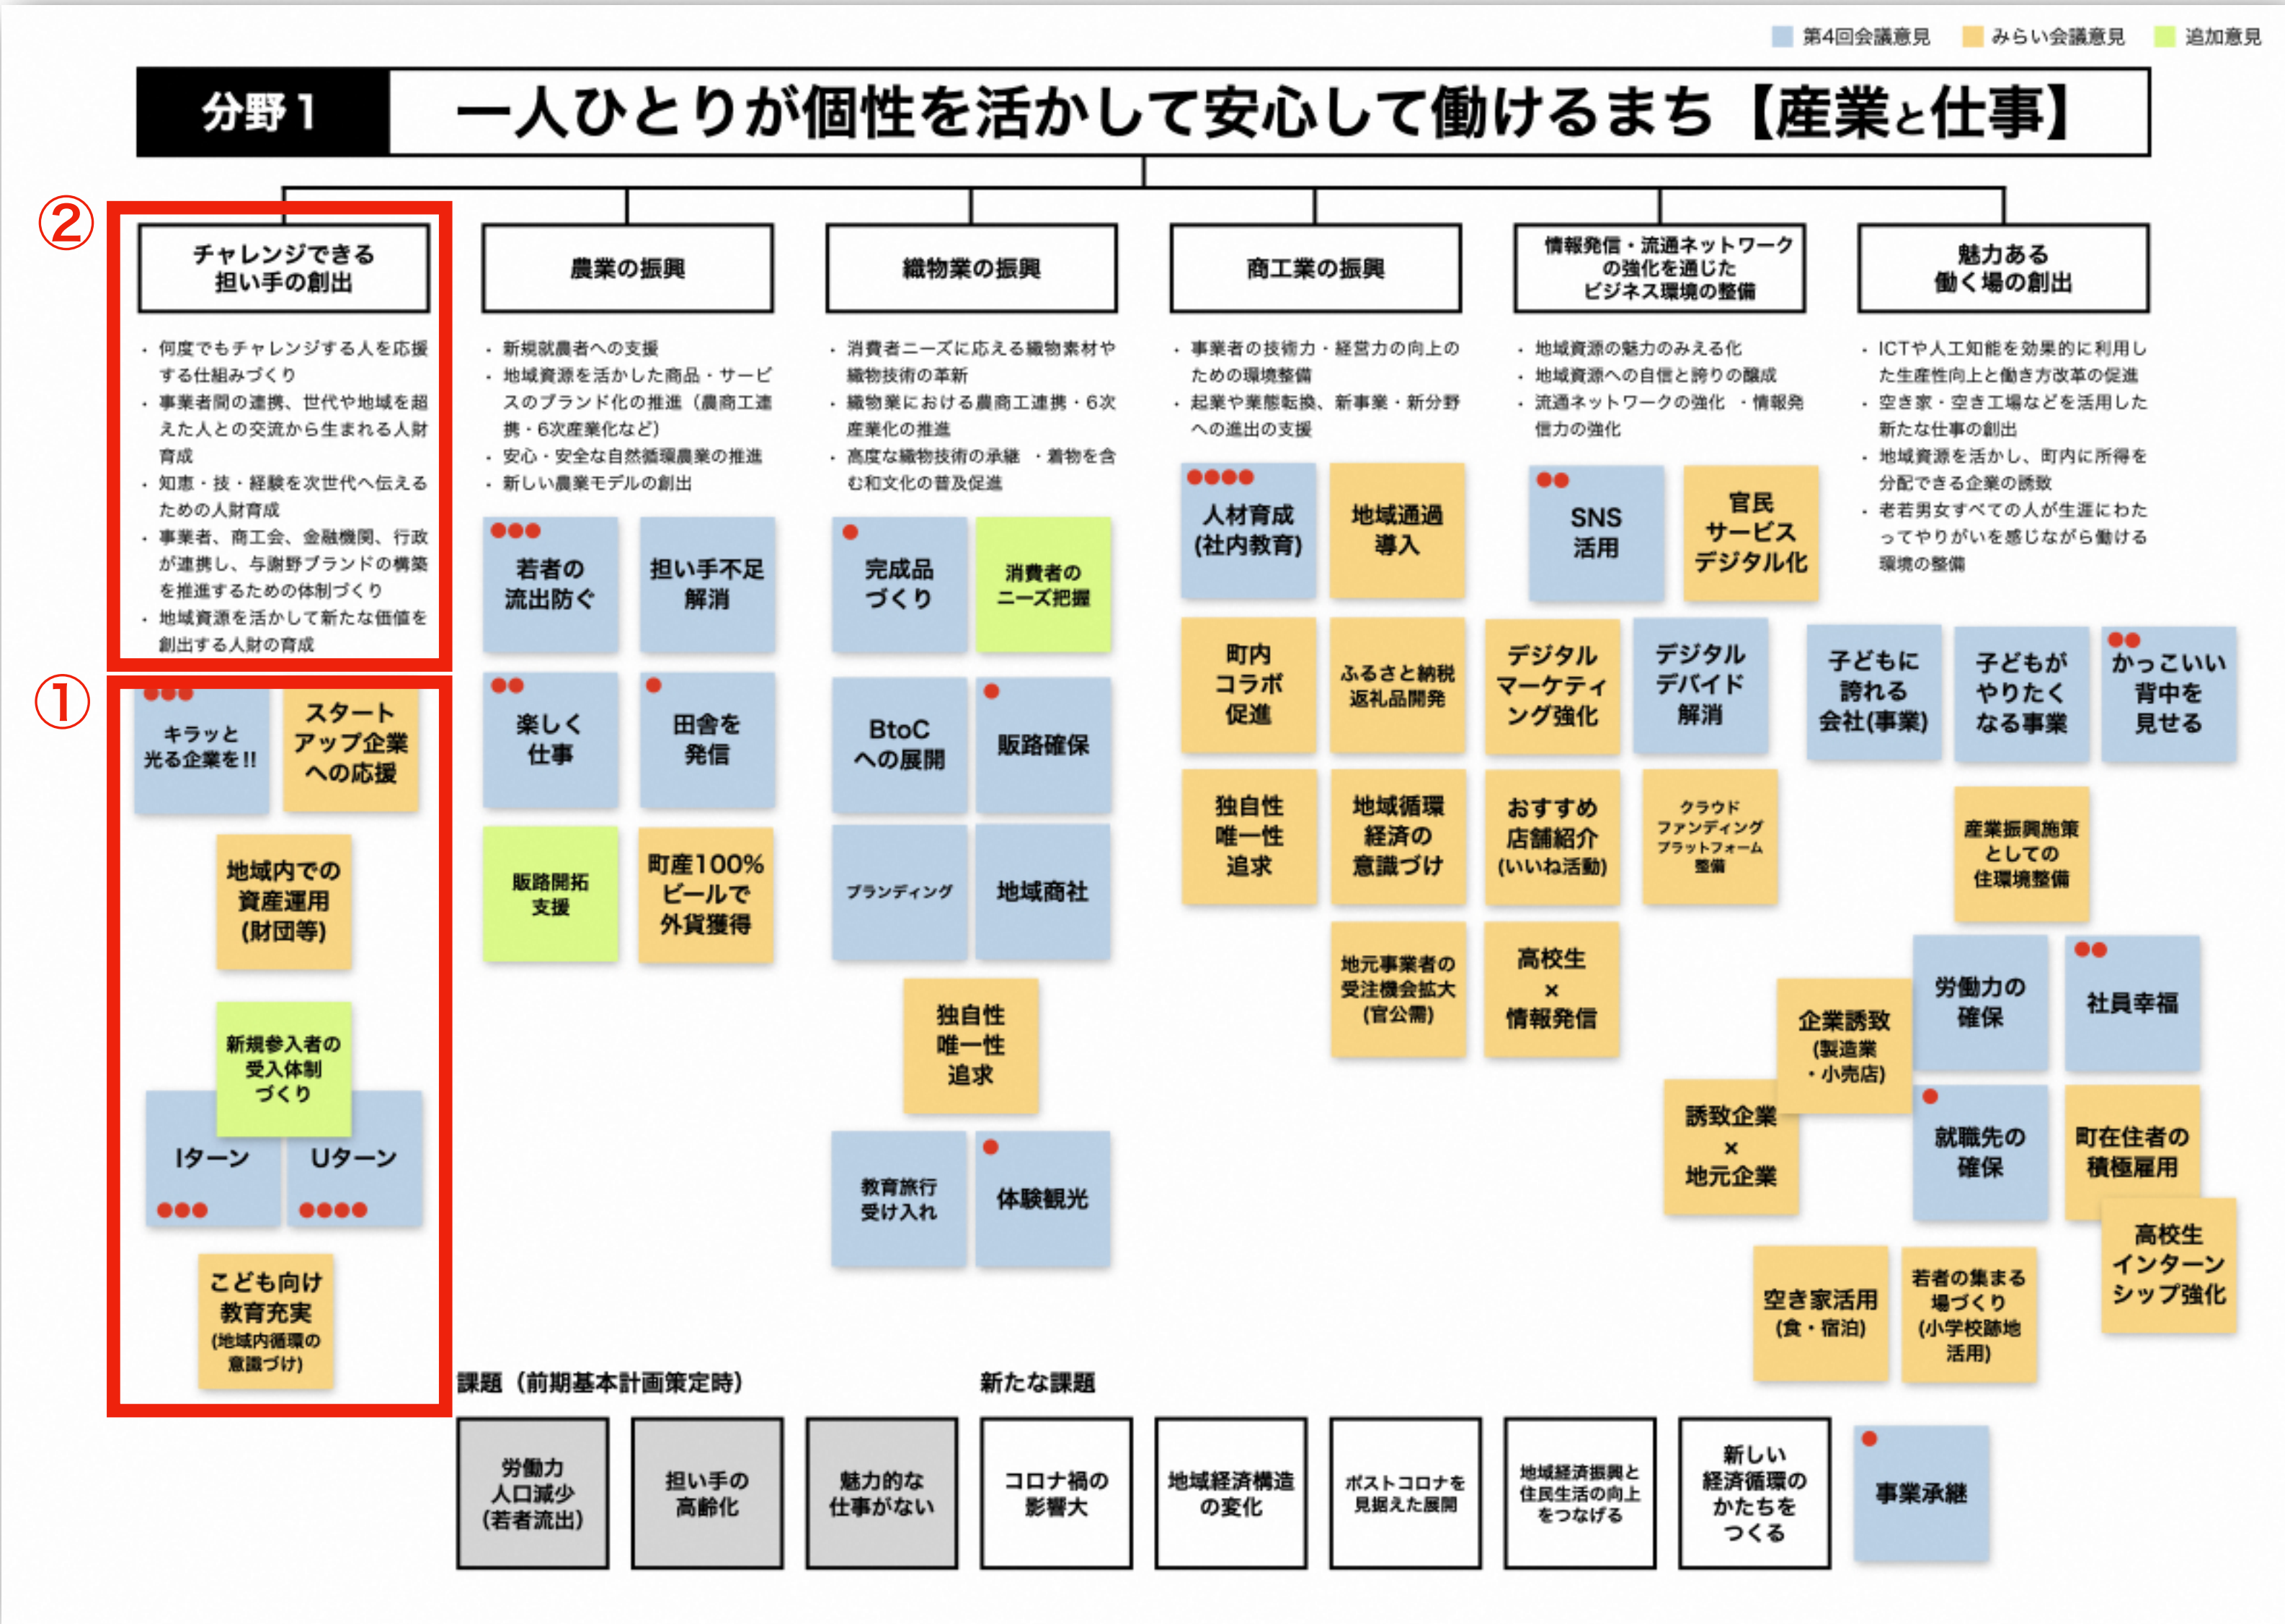 第4回会議意見
みらい会議意見
追加意見
分野1
一人ひとりが個性を活かして安心して働けるまち【産業と仕事】
②
チャレンジできる
担い手の創出
・何度でもチャレンジする人を応援
する仕組みづくり
・事業者間の連携、世代や地域を超
えた人との交流から生まれる人財
育成
・知恵・技・経験を次世代へ伝える
ための人財育成
・事業者、商工会、金融機関、行政
が連携し、与謝野ブランドの構築
を推進するための体制づくり
・地域資源を活かして新たな価値を
創出する人財の育成
①
キラッと
光る企業を!!
スタート
アップ企業
への応援
地域内での
資産運用
(財団等)
新規参入者の
受入体制
づくり
Iターン
Uターン
こども向け
教育充実
(地域内循環の
意識づけ)
農業の振興
・新規就農者への支援
・地域資源を活かした商品・サービ
スのブランド化の推進（農商工連
携・6次産業化など）
・安心・安全な自然循環農業の推進
・新しい農業モデルの創出
若者の
流出防ぐ
担い手不足
解消
楽しく
仕事
田舎を
発信
販路開拓
支援
町産100%
ビールで
外貨獲得
織物業の振興
・消費者ニーズに応える織物素材や
織物技術の革新
・織物業における農商工連携・6次
産業化の推進
・高度な織物技術の承継 ・着物を含
む和文化の普及促進
完成品
づくり
消費者の
ニーズ把握
BtoC
への展開
販路確保
ブランディング
地域商社
独自性
唯一性
追求
教育旅行
受け入れ
体験観光
商工業の振興
・事業者の技術力・経営力の向上の
ための環境整備
・起業や業態転換、新事業・新分野
への進出の支援
人材育成
(社内教育)
地域通過
導入
町内
コラボ
促進
ふるさと納税
返礼品開発
独自性
唯一性
追求
地域循環
経済の
意識づけ
地元事業者の
受注機会拡大
(官公需)
情報発信・流通ネットワーク
の強化を通じた
ビジネス環境の整備
・地域資源の魅力のみえる化
・地域資源への自信と誇りの醸成
・流通ネットワークの強化 ・情報発
信力の強化
SNS
活用
官民
サービス
デジタル化
デジタル
マーケティ
ング強化
デジタル
デバイド
解消
おすすめ
店舗紹介
(いいね活動)
クラウド
ファンディング
プラットフォーム
整備
高校生
×
情報発信
魅力ある
働く場の創出
・ICTや人工知能を効果的に利用し
た生産性向上と働き方改革の促進
・空き家・空き工場などを活用した
新たな仕事の創出
・地域資源を活かし、町内に所得を
分配できる企業の誘致
・老若男女すべての人が生涯にわた
ってやりがいを感じながら働ける
環境の整備
子どもに
誇れる
会社(事業)
子どもが
やりたく
なる事業
かっこいい
背中を
見せる
産業振興施策
としての
住環境整備
労働力の
確保
社員幸福
企業誘致
(製造業
・小売店)
誘致企業
×
地元企業
就職先の
確保
町在住者の
積極雇用
高校生
インターン
シップ強化
空き家活用
(食・宿泊)
若者の集まる
場づくり
(小学校跡地
活用)
課題（前期基本計画策定時）
労働力
人口減少
（若者流出）
担い手の
高齢化
魅力的な
仕事がない
新たな課題
コロナ禍の
影響大
地域経済構造
の変化
ポストコロナを
見据えた展開
地域経済振興と
住民生活の向上
をつなげる
新しい
経済循環の
かたちを
つくる
事業承継